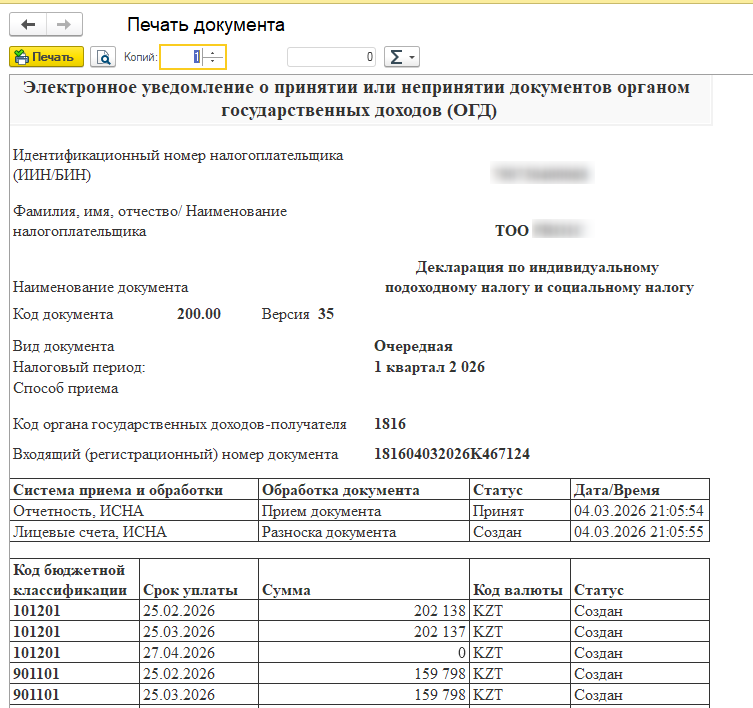 Печать документа
Печать
Копий: 1
0
Σ
Электронное уведомление о принятии или непринятии документов органом
государственных доходов (ОГД)
Идентификационный номер налогоплательщика
(ИИН/БИН)
Фамилия, имя, отчество/ Наименование
налогоплательщика
ТОО
Декларация по индивидуальному
Наименование документа подоходному налогу и социальному налогу
Код документа 200.00 Версия 35
Вид документа Очередная
Налоговый период: 1 квартал 2 026
Способ приема
Код органа государственных доходов-получателя 1816
Входящий (регистрационный) номер документа 181604032026K467124
Система приема и обработки Обработка документа Статус Дата/Время
Отчетность, ИСНА Прием документа Принят 04.03.2026 21:05:54
Лицевые счета, ИСНА Разноска документа Создан 04.03.2026 21:05:55
Код бюджетной
классификации Срок уплаты Сумма Код валюты Статус
101201 25.02.2026 202 138 KZT Создан
101201 25.03.2026 202 137 KZT Создан
101201 27.04.2026 0 KZT Создан
901101 25.02.2026 159 798 KZT Создан
901101 25.03.2026 159 798 KZT Создан